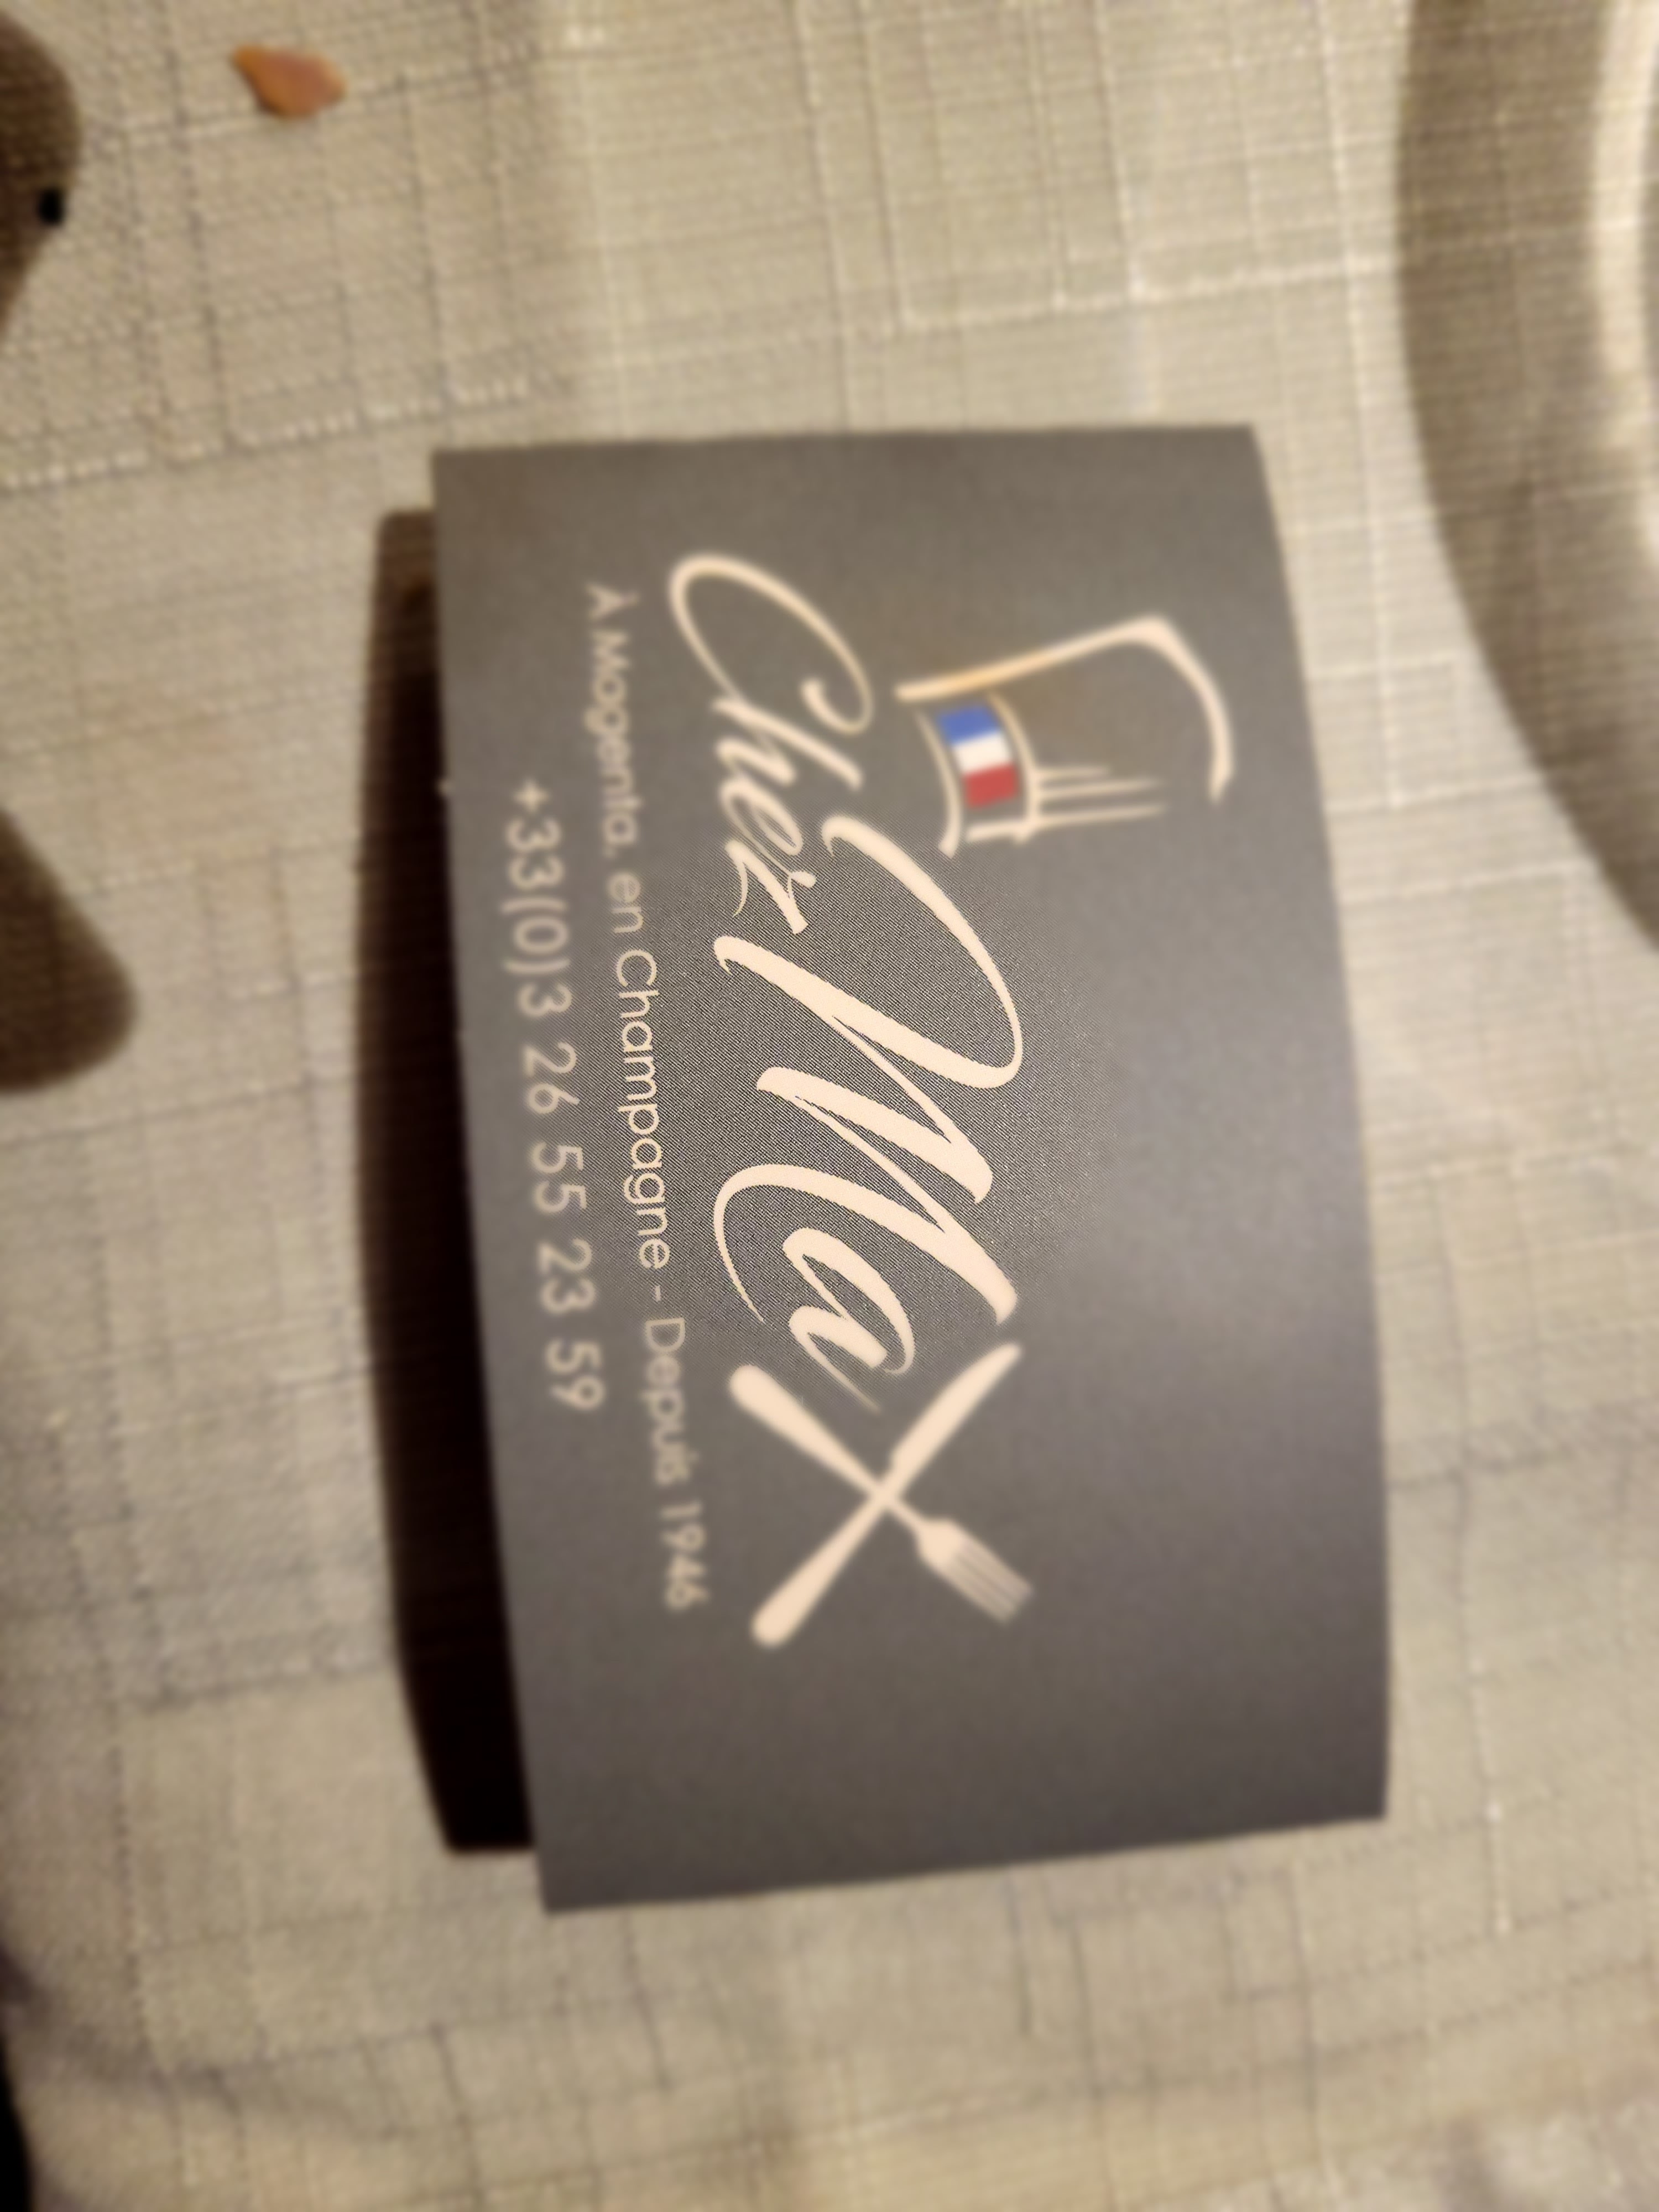 Chez Max
À Magenta, en Champagne - Depuis 1946
+33(0)3 26 55 23 59